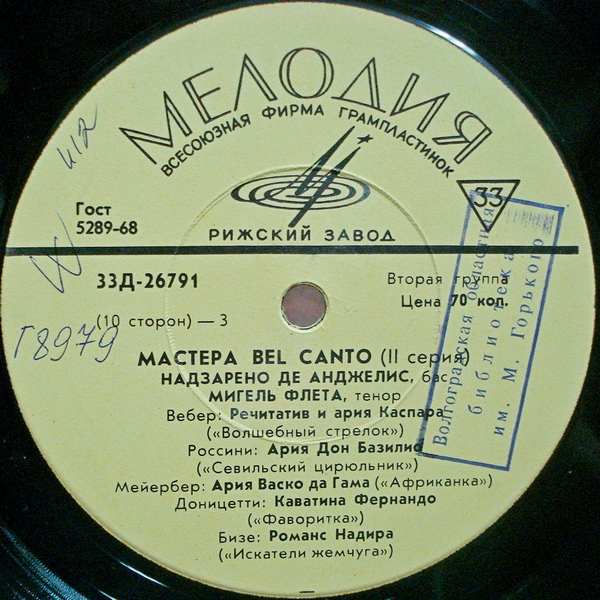 МЕЛОДИЯ
ВСЕСОЮЗНАЯ ФИРМА ГРАМПЛАСТИНОК
33
Гост
5289-68
РИЖСКИЙ ЗАВОД
33Д-26791
Вторая группа
Цена 70 коп.
(10 сторон) — 3
МАСТЕРА BEL CANTO (II серия)
НАДЗАРЕНО ДЕ АНДЖЕЛИС, бас
МИГЕЛЬ ФЛЕТА, тенор
Вебер: Речитатив и ария Каспара
(«Волшебный стрелок»)
Россини: Ария Дон Базилио
(«Севильский цирюльник»)
Мейербер: Ария Васко да Гама («Африканка»)
Доницетти: Каватина Фернандо
(«Фаворитка»)
Бизе: Романс Надира
(«Искатели жемчуга»)
Волгоградская областная
библиотека
им. М. Горького
Г8979